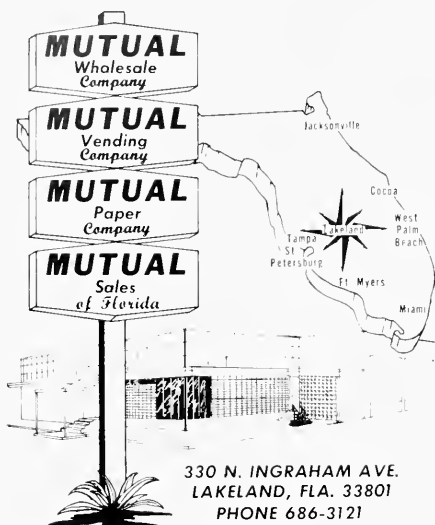 MUTUAL
Wholesale
Company
MUTUAL
Vending
Company
MUTUAL
Paper
Company
MUTUAL
Sales
of Florida
Jacksonville
Cocoa
West
Palm
Beach
Lakeland
Tampa
St
Petersburg
Ft Myers
Miami
330 N. INGRAHAM AVE.
LAKELAND, FLA. 33801
PHONE 686-3121